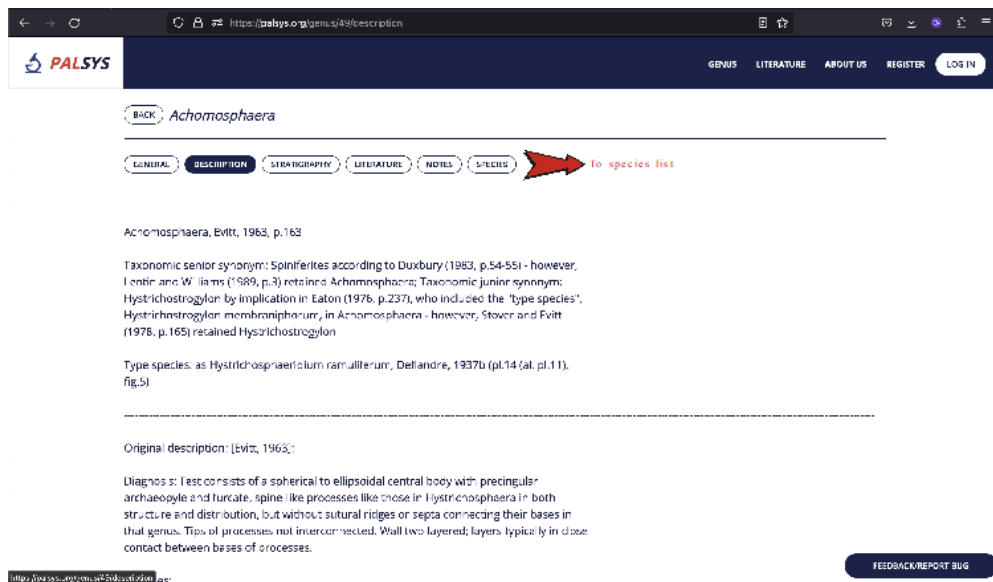 https://palsys.org/genus/49/description
PALSYS
GENUS LITERATURE ABOUT US REGISTER LOG IN
BACK Achomosphaera
GENERAL DESCRIPTION STRATIGRAPHY LITERATURE NOTES SPECIES To species list
Achomosphaera, Evitt, 1963, p.163
Taxonomic senior synonym: Spiniferites according to Duxbury (1983, p.54-55) - however,
Lentin and Williams (1989, p.3) retained Achomosphaera; Taxonomic junior synonym:
Hystrichostrogylon by implication in Eaton (1976, p.237), who included the "type species",
Hystrichostrogylon membraniphorum, in Achomosphaera - however, Stover and Evitt
(1978, p.165) retained Hystrichostrogylon
Type species: as Hystrichosphaeridium ramuliferum, Deflandre, 1937b (pl.14 (al. pl.11),
fig.5)
Original description: [Evitt, 1963]:
Diagnosis: Test consists of a spherical to ellipsoidal central body with precingular
archaeopyle and furcate, spine like processes like those in Hystrichosphaera in both
structure and distribution, but without sutural ridges or septa connecting their bases in
that genus. Tips of processes not interconnected. Wall two layered; layers typically in close
contact between bases of processes.
FEEDBACK/REPORT BUG
https://palsys.org/genus/49/description